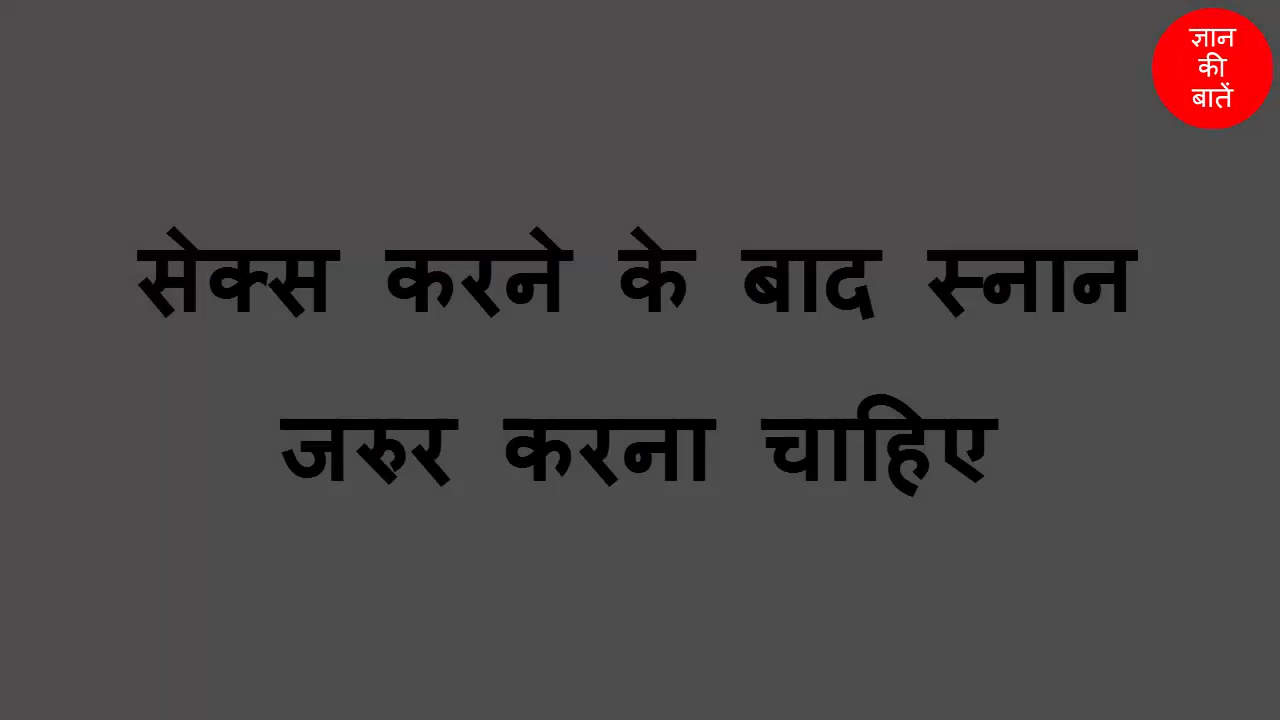 ज्ञान
की
बातें
सेक्स करने के बाद स्नान
जरुर करना चाहिए